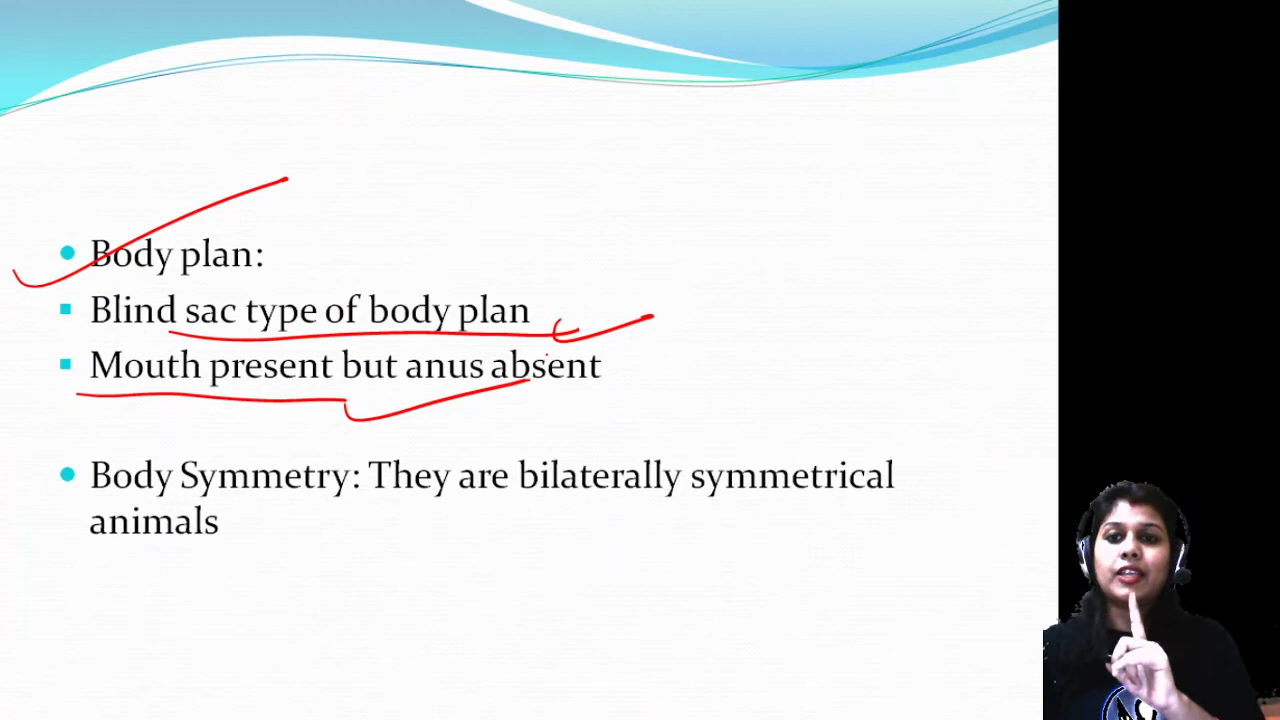 Body plan:
Blind sac type of body plan
Mouth present but anus absent
Body Symmetry: They are bilaterally symmetrical
animals